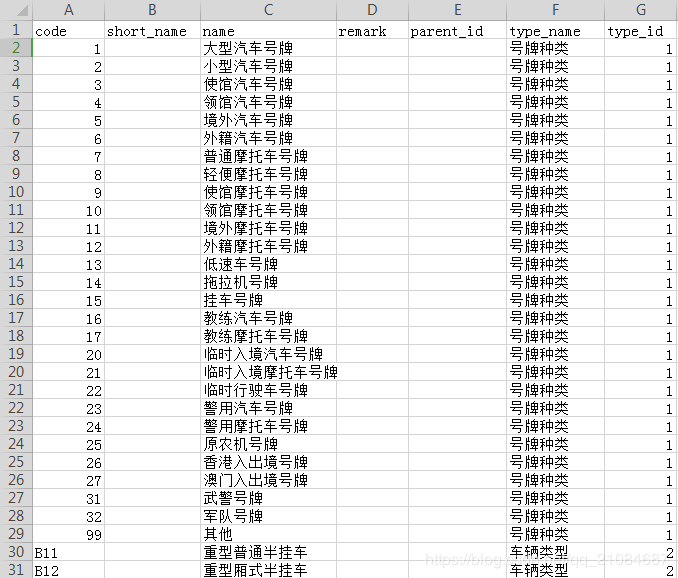 A B C D E F G
1 code short_name name remark parent_id type_name type_id
2 1 大型汽车号牌 号牌种类 1
3 2 小型汽车号牌 号牌种类 1
4 3 使馆汽车号牌 号牌种类 1
5 4 领馆汽车号牌 号牌种类 1
6 5 境外汽车号牌 号牌种类 1
7 6 外籍汽车号牌 号牌种类 1
8 7 普通摩托车号牌 号牌种类 1
9 8 轻便摩托车号牌 号牌种类 1
10 9 使馆摩托车号牌 号牌种类 1
11 10 领馆摩托车号牌 号牌种类 1
12 11 境外摩托车号牌 号牌种类 1
13 12 外籍摩托车号牌 号牌种类 1
14 13 低速车号牌 号牌种类 1
15 14 拖拉机号牌 号牌种类 1
16 15 挂车号牌 号牌种类 1
17 16 教练汽车号牌 号牌种类 1
18 17 教练摩托车号牌 号牌种类 1
19 20 临时入境汽车号牌 号牌种类 1
20 21 临时入境摩托车号牌 号牌种类 1
21 22 临时行驶车号牌 号牌种类 1
22 23 警用汽车号牌 号牌种类 1
23 24 警用摩托车号牌 号牌种类 1
24 25 原农机号牌 号牌种类 1
25 26 香港入出境号牌 号牌种类 1
26 27 澳门入出境号牌 号牌种类 1
27 31 武警号牌 号牌种类 1
28 32 军队号牌 号牌种类 1
29 99 其他 号牌种类 1
30 B11 重型普通半挂车 车辆类型 2
31 B12 重型厢式半挂车 车辆类型 2